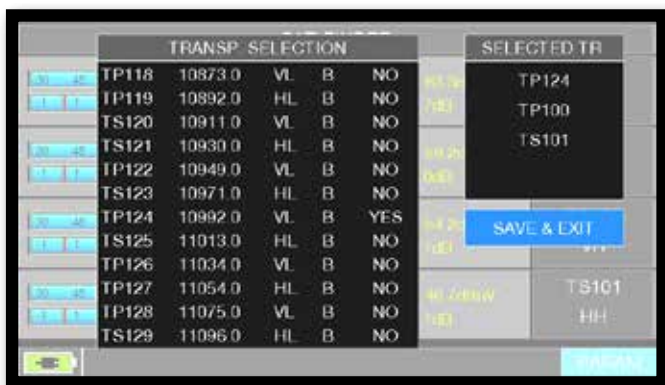 TRANSP. SELECTION
TP118 10873.0 VL B NO
TP119 10892.0 HL B NO
TS120 10911.0 VL B NO
TS121 10930.0 HL B NO
TP122 10949.0 VL B NO
TS123 10971.0 HL B NO
TP124 10992.0 VL B YES
TS125 11013.0 HL B NO
TP126 11034.0 VL B NO
TP127 11054.0 HL B NO
TP128 11075.0 VL B NO
TS129 11096.0 HL B NO
SELECTED TR
TP124
TP100
TS101
SAVE & EXIT
TS101
HH